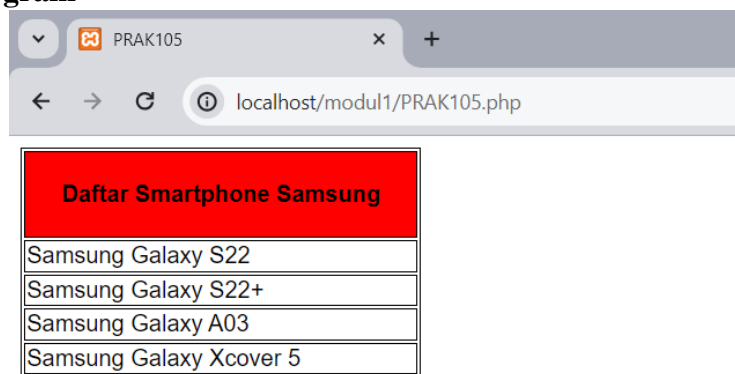 gram
PRAK105
localhost/modul1/PRAK105.php
Daftar Smartphone Samsung
Samsung Galaxy S22
Samsung Galaxy S22+
Samsung Galaxy A03
Samsung Galaxy Xcover 5